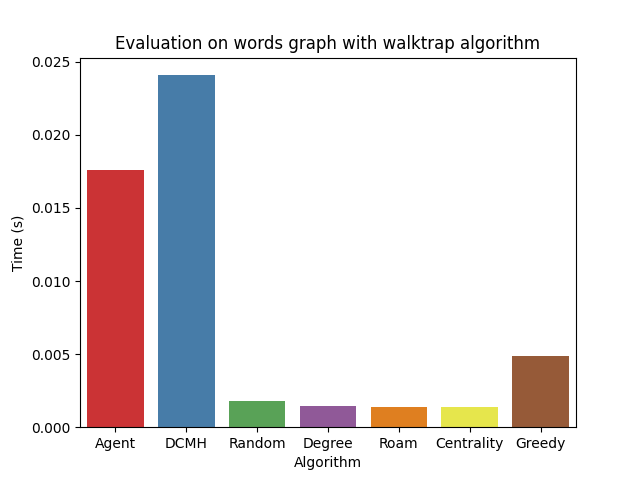 Evaluation on words graph with walktrap algorithm
0.025
0.020
0.015
0.010
0.005
0.000
Time (s)
Agent DCMH Random Degree Roam Centrality Greedy
Algorithm